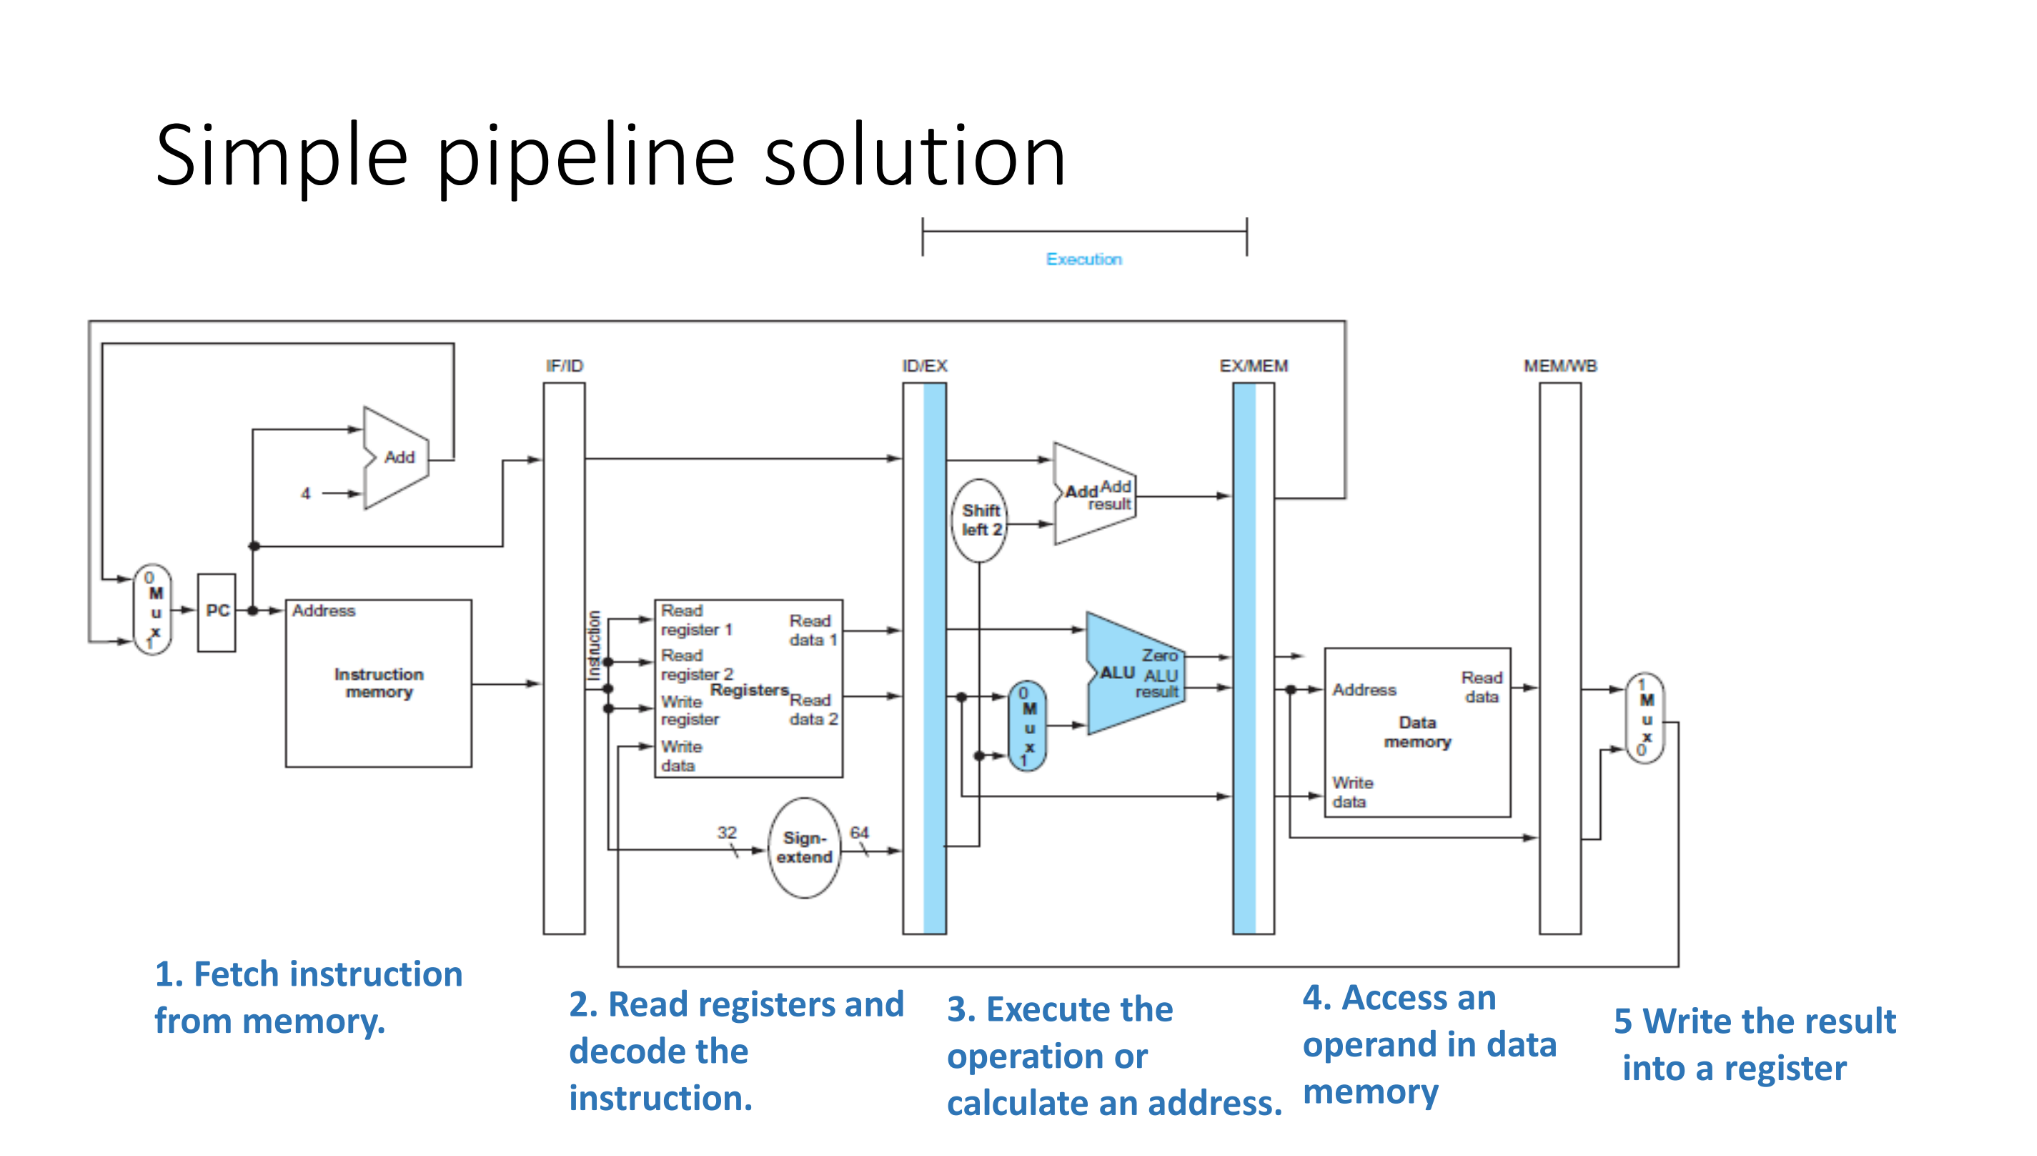 Simple pipeline solution
Execution
IF/ID
ID/EX
EX/MEM
MEM/WB
Add
4
Shift
left 2
Add Add
result
0
M
u
x
1
PC
Address
Instruction
memory
Instruction
Read
register 1
Read
register 2
Write
register
Write
data
Registers
Read
data 1
Read
data 2
32
Sign-
extend
64
0
M
u
x
1
ALU
Zero
ALU
result
Address
Read
data
Data
memory
Write
data
1
M
u
x
0
1. Fetch instruction
from memory.
2. Read registers and
decode the
instruction.
3. Execute the
operation or
calculate an address.
4. Access an
operand in data
memory
5 Write the result
into a register